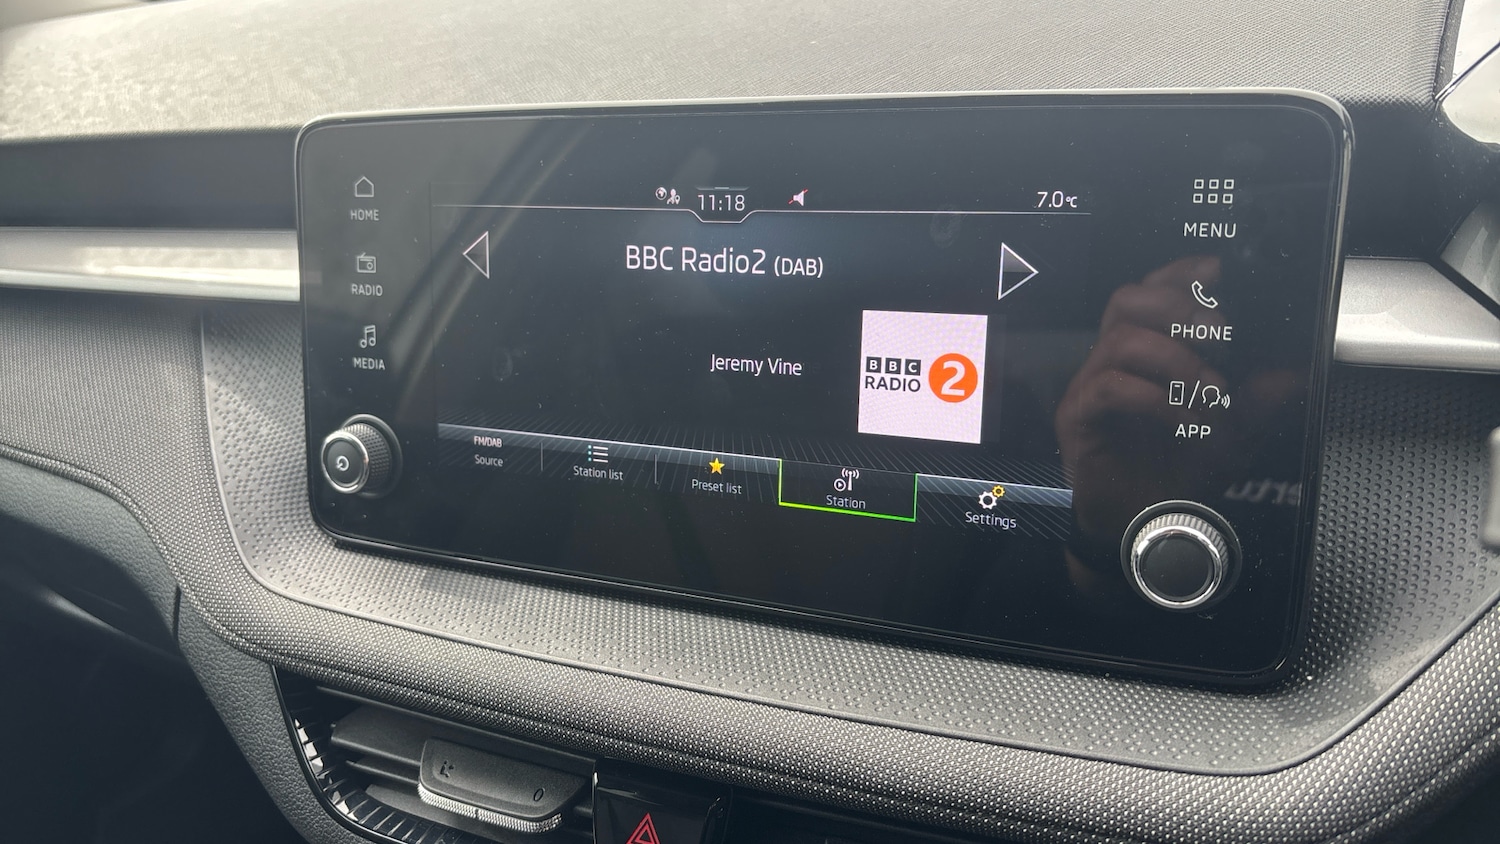 11:18
7.0°C
HOME
RADIO
MEDIA
BBC Radio2 (DAB)
Jeremy Vine
BBC
RADIO 2
FM/DAB
Source
Station list
Preset list
Station
Settings
MENU
PHONE
APP
0